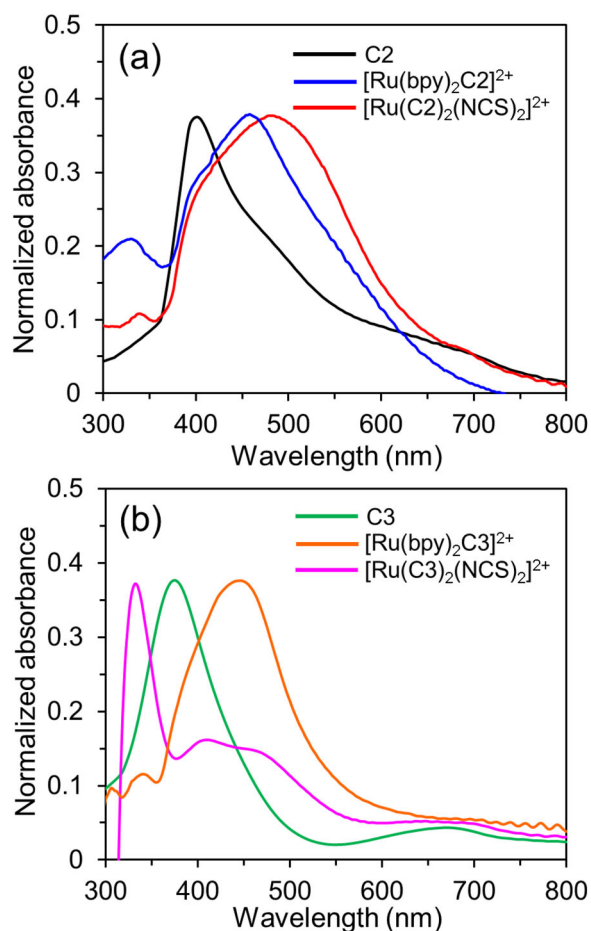 (a)
C2
[Ru(bpy)₂C2]²⁺
[Ru(C2)₂(NCS)₂]²⁺
Normalized absorbance
0.5
0.4
0.3
0.2
0.1
0
300 400 500 600 700 800
Wavelength (nm)
(b)
C3
[Ru(bpy)₂C3]²⁺
[Ru(C3)₂(NCS)₂]²⁺
Normalized absorbance
0.5
0.4
0.3
0.2
0.1
0
300 400 500 600 700 800
Wavelength (nm)